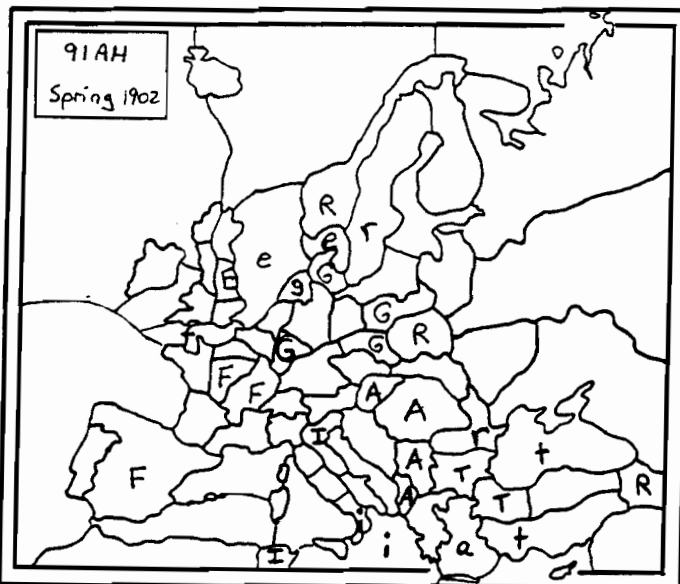 91AH
Spring 1902
R
e r
e
E g G
G
f G G R
F F A A
I r
A T t
F A T R
i
I i a t